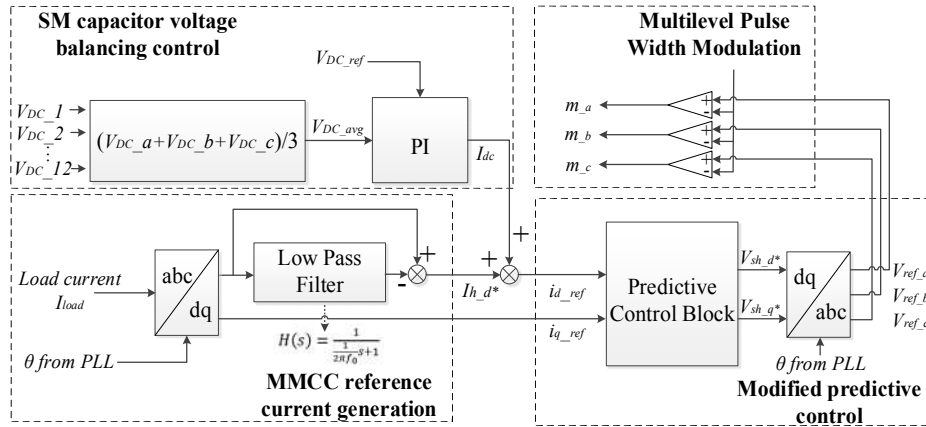 SM capacitor voltage
balancing control
V_DC_ref
V_DC_1
V_DC_2
⋮
V_DC_12
(V_DC_a+V_DC_b+V_DC_c)/3
V_DC_avg
PI
I_dc
Multilevel Pulse
Width Modulation
m_a
m_b
m_c
+
-
+
-
+
-
Load current
I_load
θ from PLL
abc
dq
Low Pass
Filter
H(s) = 1/((1/(2πf₀))s+1)
+
-
I_h_d*
+
+
MMCC reference
current generation
i_d_ref
i_q_ref
Predictive
Control Block
V_sh_d*
V_sh_q*
dq
abc
θ from PLL
V_ref_a
V_ref_b
V_ref_c
Modified predictive
control